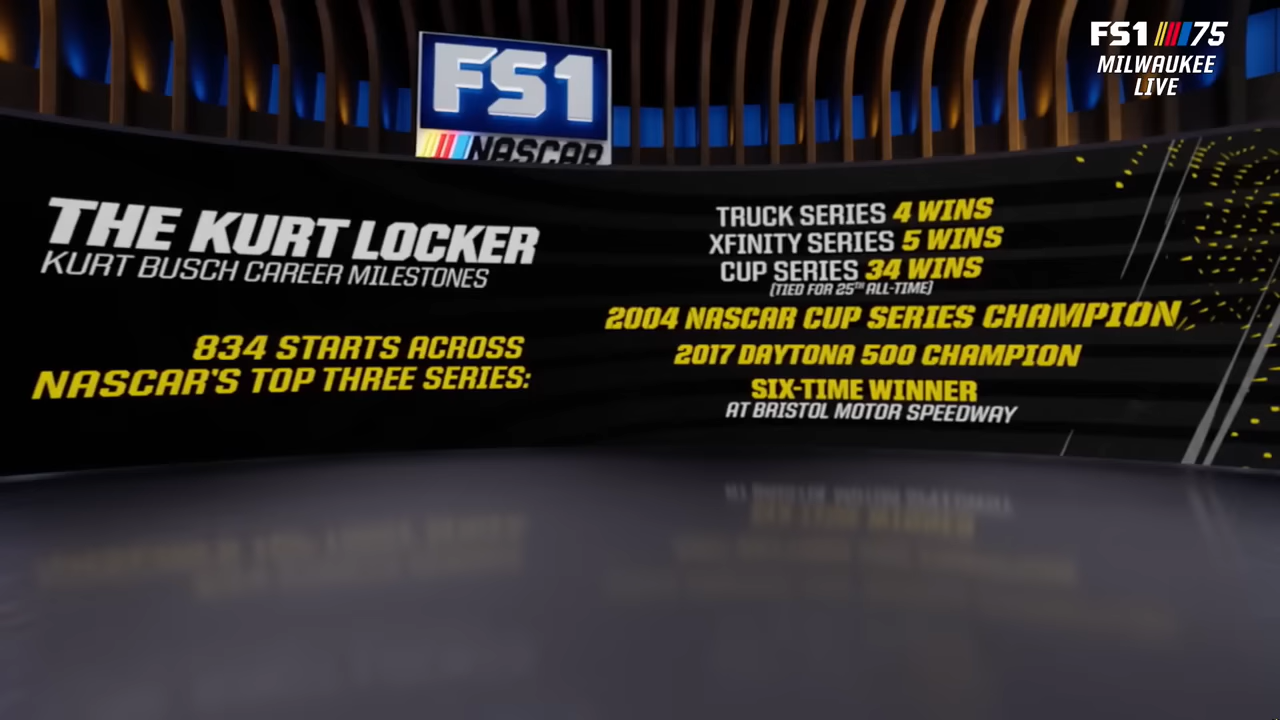 FS1 75
MILWAUKEE
LIVE
FS1
NASCAR
THE KURT LOCKER
KURT BUSCH CAREER MILESTONES
834 STARTS ACROSS
NASCAR'S TOP THREE SERIES:
TRUCK SERIES 4 WINS
XFINITY SERIES 5 WINS
CUP SERIES 34 WINS
(TIED FOR 25TH ALL-TIME)
2004 NASCAR CUP SERIES CHAMPION
2017 DAYTONA 500 CHAMPION
SIX-TIME WINNER
AT BRISTOL MOTOR SPEEDWAY